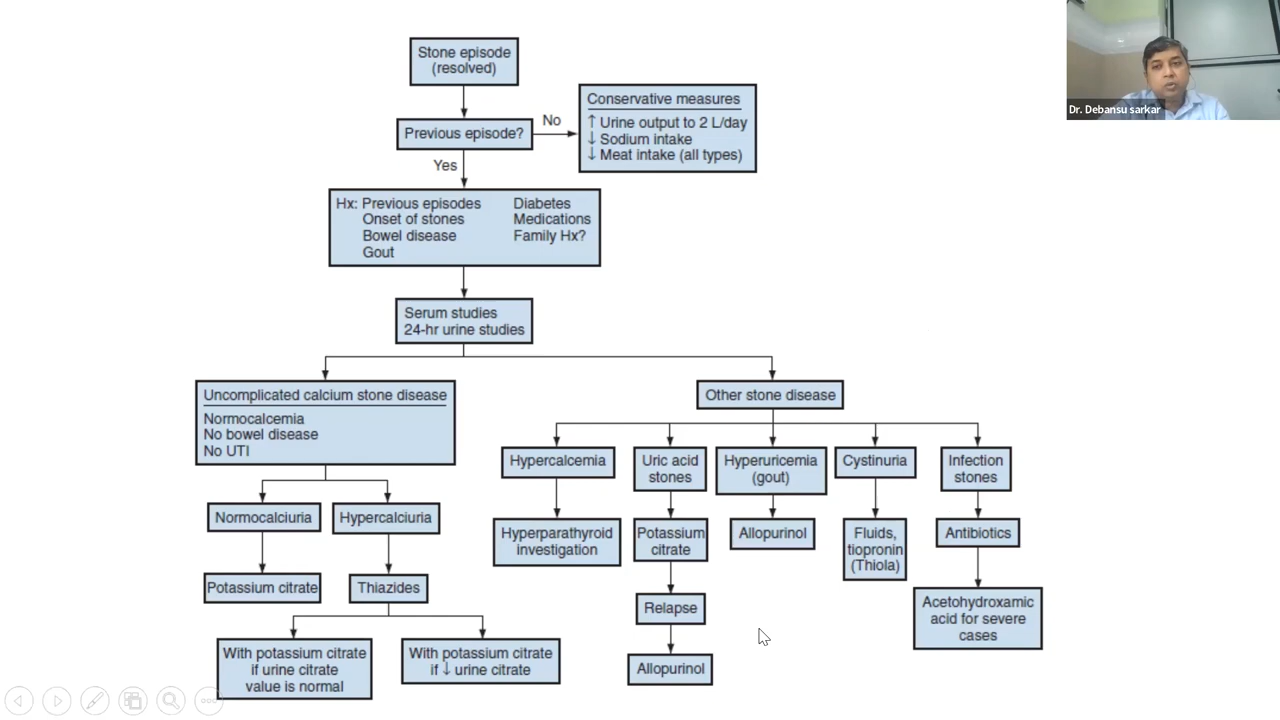 Stone episode
(resolved)
Previous episode?
No
Conservative measures
↑ Urine output to 2 L/day
↓ Sodium intake
↓ Meat intake (all types)
Yes
Hx: Previous episodes
Onset of stones
Bowel disease
Gout
Diabetes
Medications
Family Hx?
Serum studies
24-hr urine studies
Uncomplicated calcium stone disease
Normocalcemia
No bowel disease
No UTI
Normocalciuria
Hypercalciuria
Potassium citrate
Thiazides
With potassium citrate
if urine citrate
value is normal
With potassium citrate
if ↓ urine citrate
Other stone disease
Hypercalcemia
Hyperparathyroid
investigation
Uric acid
stones
Potassium
citrate
Relapse
Allopurinol
Hyperuricemia
(gout)
Allopurinol
Cystinuria
Fluids,
tiopronin
(Thiola)
Infection
stones
Antibiotics
Acetohydroxamic
acid for severe
cases
Dr. Debansu sarkar